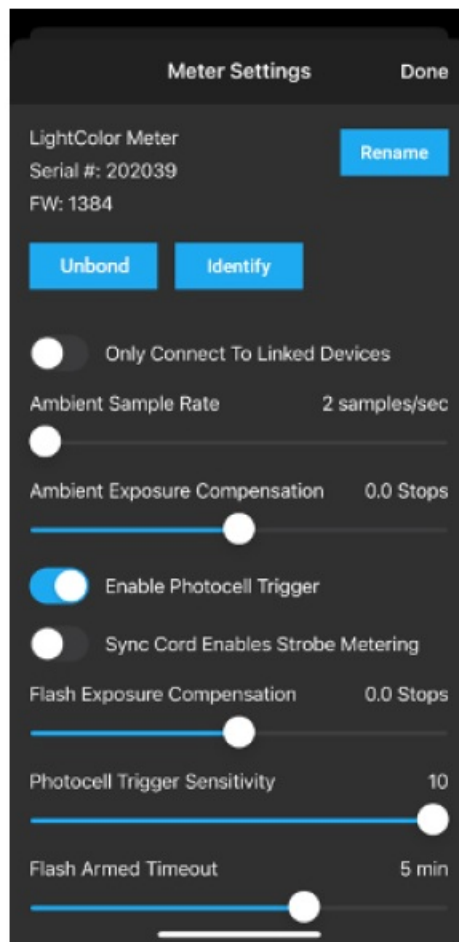 Meter Settings Done
LightColor Meter
Serial #: 202039
Rename
FW: 1384
Unbond Identify
Only Connect To Linked Devices
Ambient Sample Rate 2 samples/sec
Ambient Exposure Compensation 0.0 Stops
Enable Photocell Trigger
Sync Cord Enables Strobe Metering
Flash Exposure Compensation 0.0 Stops
Photocell Trigger Sensitivity 10
Flash Armed Timeout 5 min